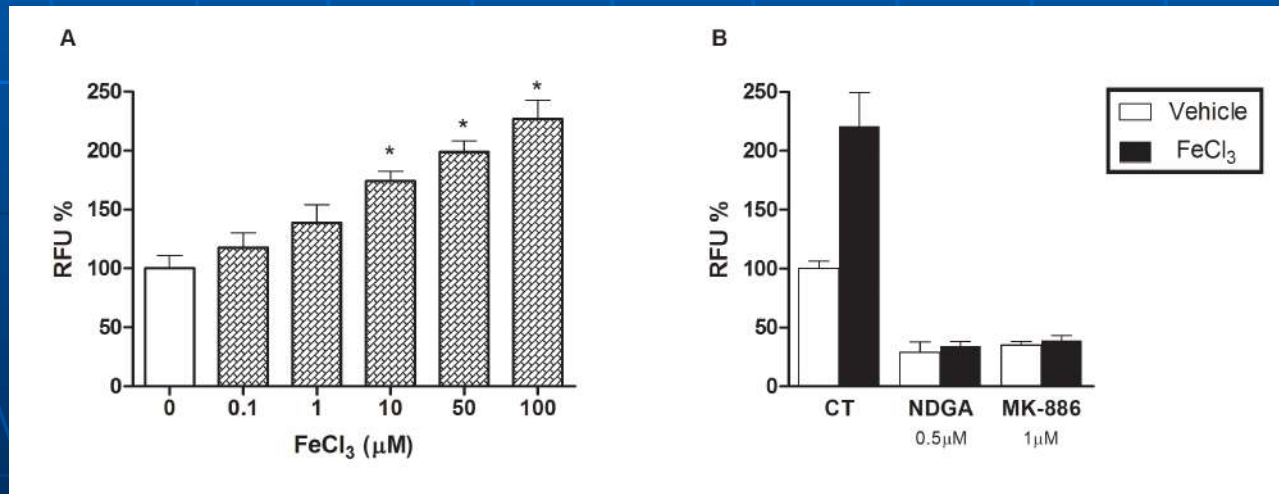 A
RFU %
250
200
150
100
50
0
*
*
*
0 0.1 1 10 50 100
FeCl₃ (μM)
B
RFU %
250
200
150
100
50
0
CT NDGA MK-886
0.5μM 1μM
Vehicle
FeCl₃